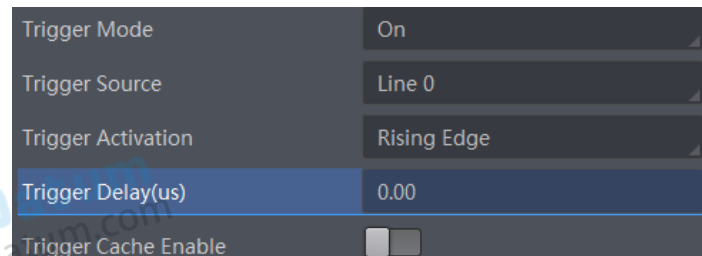 Trigger Mode On
Trigger Source Line 0
Trigger Activation Rising Edge
Trigger Delay(us) 0.00
Trigger Cache Enable